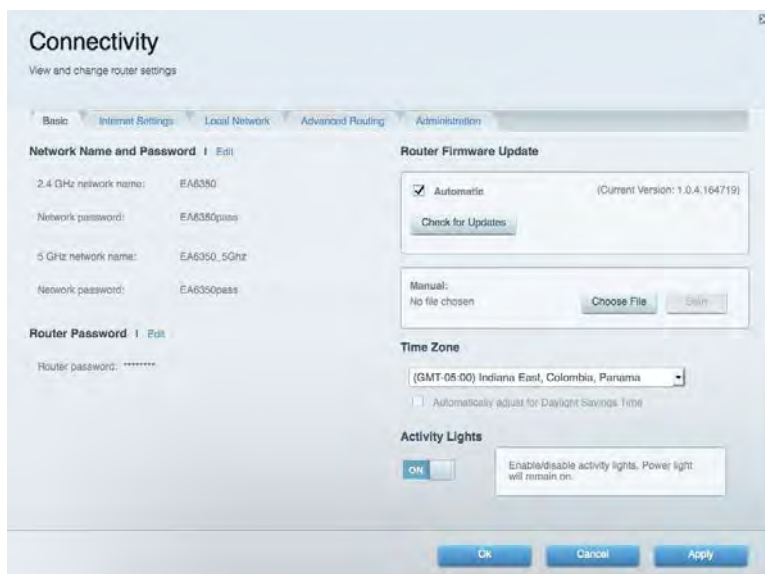 Connectivity
View and change router settings
Basic Internet Settings Local Network Advanced Routing Administration
Network Name and Password | Edit
2.4 GHz network name: EA6350
Network password: EA6350pass
5 GHz network name: EA6350_5Ghz
Network password: EA6350pass
Router Password | Edit
Router password: ********
Router Firmware Update
Automatic (Current Version: 1.0.4.164719)
Check for Updates
Manual:
No file chosen Choose File Start
Time Zone
(GMT-05:00) Indiana East, Colombia, Panama
Automatically adjust for Daylight Savings Time
Activity Lights
ON
Enable/disable activity lights. Power light
will remain on.
Ok Cancel Apply